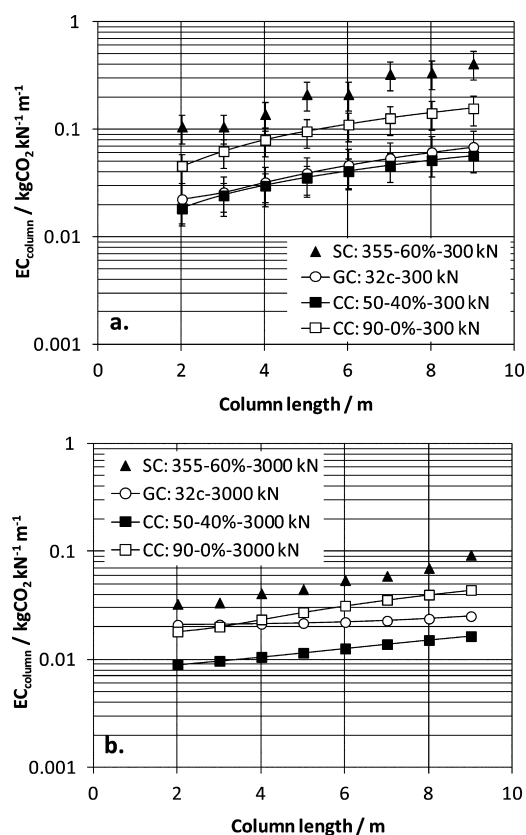 1
0.1
0.01
0.001
EC column / kgCO₂ kN⁻¹ m⁻¹
SC: 355-60%-300 kN
GC: 32c-300 kN
CC: 50-40%-300 kN
CC: 90-0%-300 kN
a.
0 2 4 6 8 10
Column length / m
1
0.1
0.01
0.001
EC column / kgCO₂ kN⁻¹ m⁻¹
SC: 355-60%-3000 kN
GC: 32c-3000 kN
CC: 50-40%-3000 kN
CC: 90-0%-3000 kN
b.
0 2 4 6 8 10
Column length / m